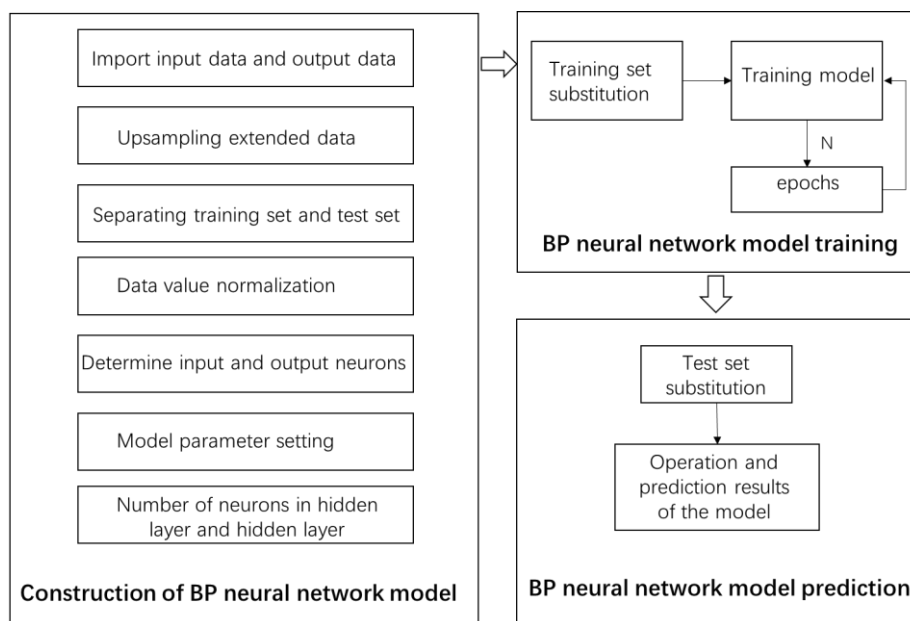 Import input data and output data
Upsampling extended data
Separating training set and test set
Data value normalization
Determine input and output neurons
Model parameter setting
Number of neurons in hidden
layer and hidden layer
Construction of BP neural network model
Training set
substitution
Training model
N
epochs
BP neural network model training
Test set
substitution
Operation and
prediction results
of the model
BP neural network model prediction